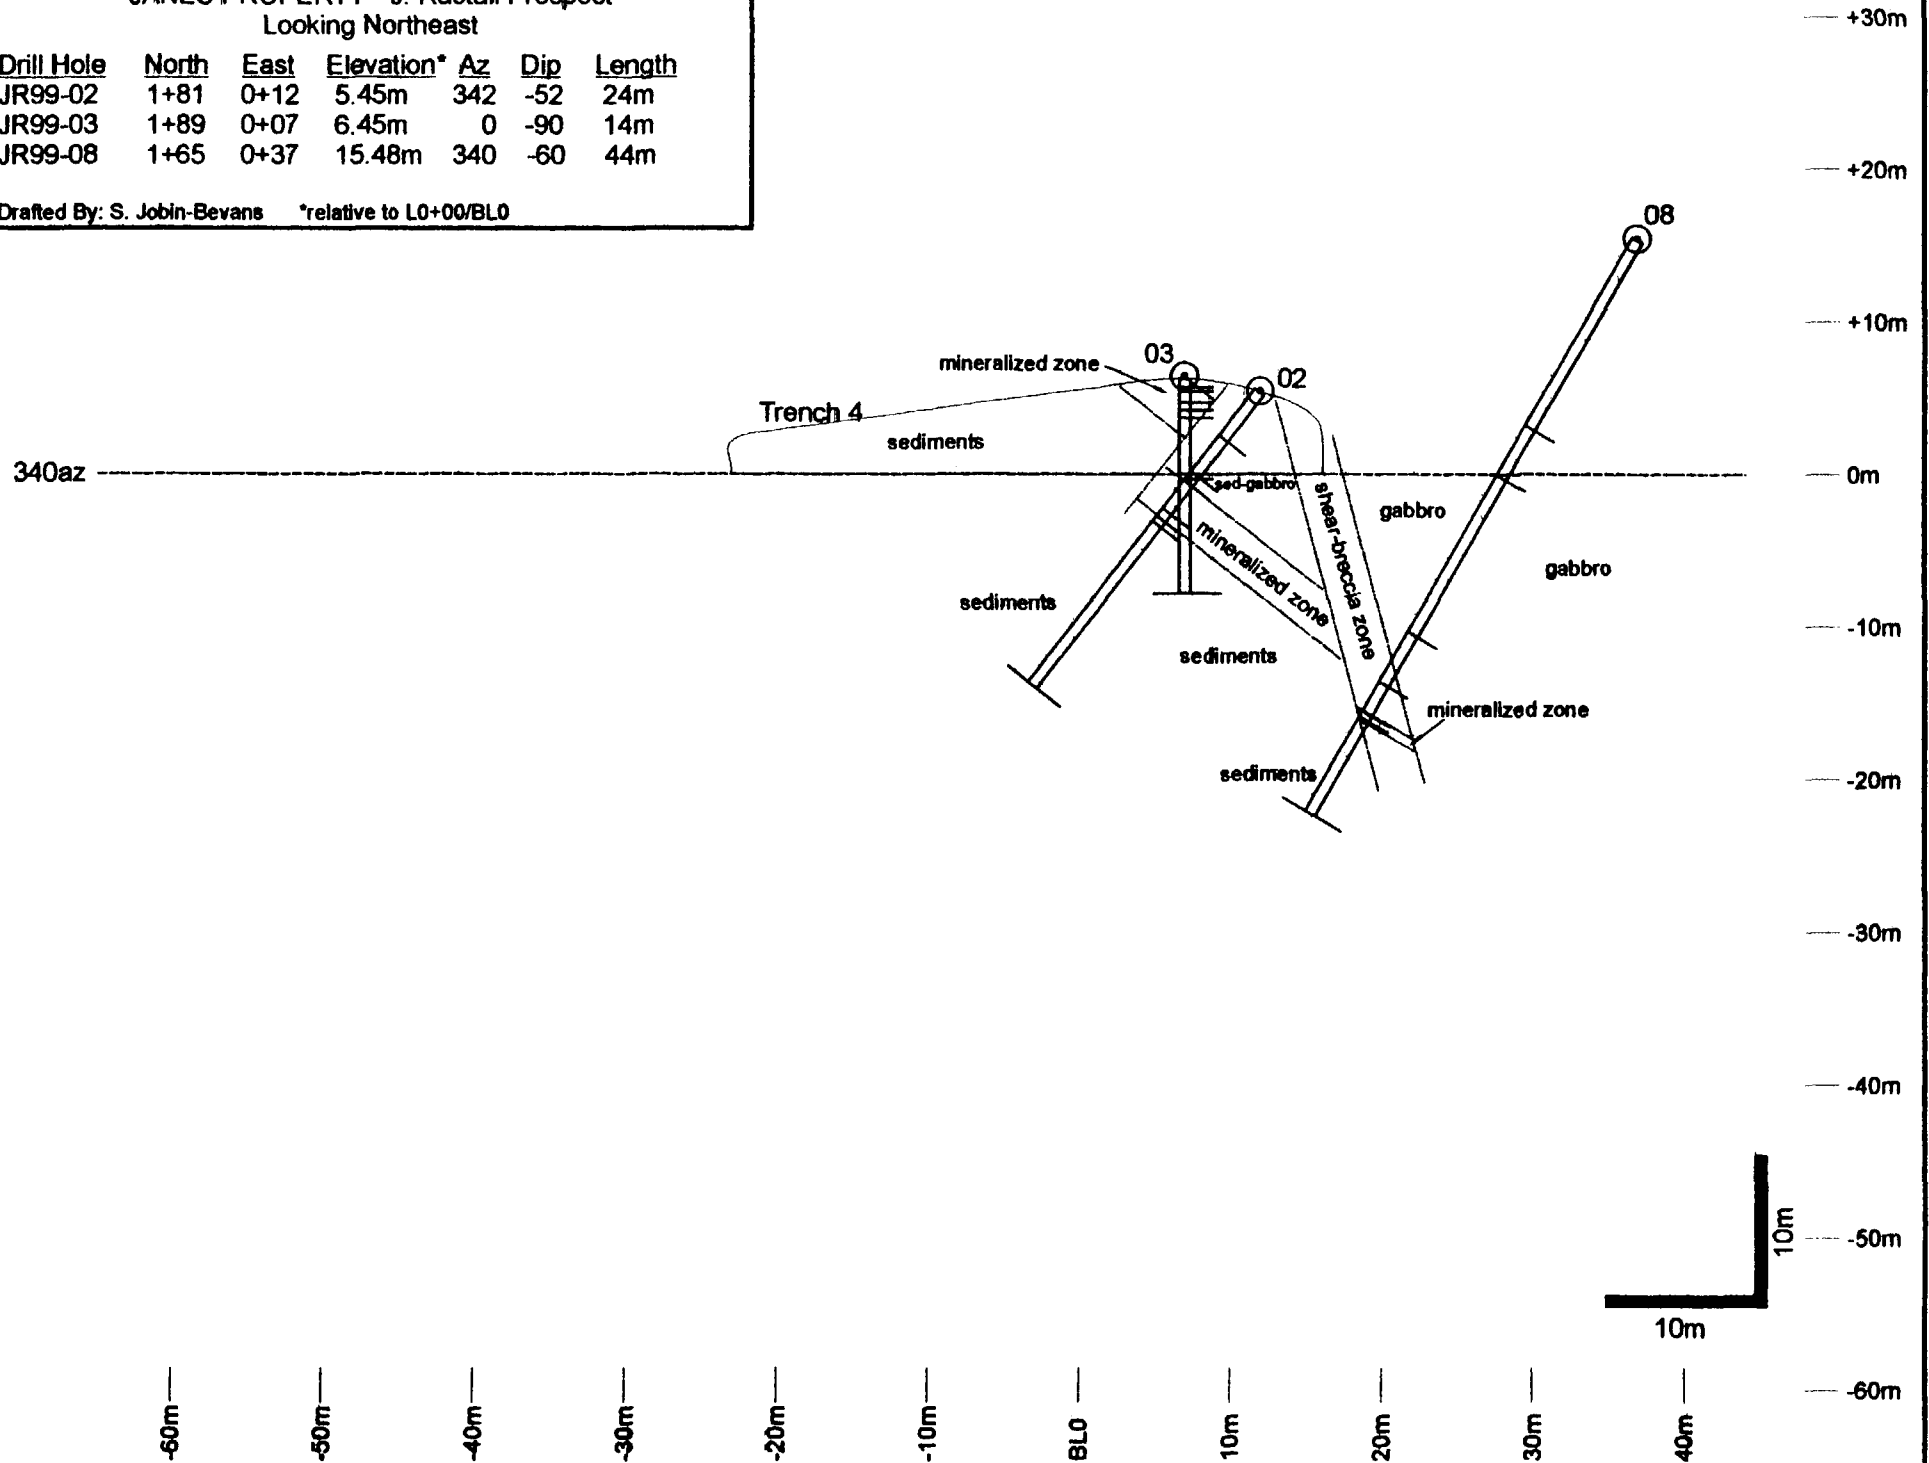 Looking Northeast
Drill Hole North East Elevation* Az Dip Length
JR99-02 1+81 0+12 5.45m 342 -52 24m
JR99-03 1+89 0+07 6.45m 0 -90 14m
JR99-08 1+65 0+37 15.48m 340 -60 44m
Drafted By: S. Jobin-Bevans *relative to L0+00/BL0
+30m
+20m
08
+10m
03
mineralized zone
02
Trench 4
sediments
340az
0m
sed-gabbro
shear-breccia zone
gabbro
mineralized zone
gabbro
sediments
-10m
sediments
mineralized zone
sediments
-20m
-30m
-40m
10m
-50m
10m
-60m
-60m
-50m
-40m
-30m
-20m
-10m
BL0
10m
20m
30m
40m